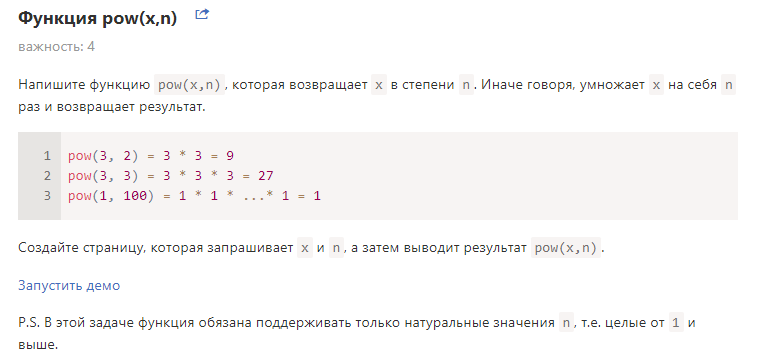 Функция pow(x,n)
важность: 4
Напишите функцию pow(x,n), которая возвращает x в степени n. Иначе говоря, умножает x на себя n
раз и возвращает результат.
1 pow(3, 2) = 3 * 3 = 9
2 pow(3, 3) = 3 * 3 * 3 = 27
3 pow(1, 100) = 1 * 1 * ...* 1 = 1
Создайте страницу, которая запрашивает x и n, а затем выводит результат pow(x,n).
Запустить демо
P.S. В этой задаче функция обязана поддерживать только натуральные значения n, т.е. целые от 1 и
выше.